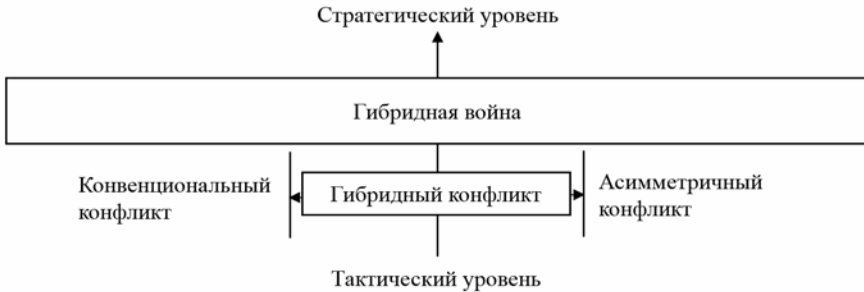 Стратегический уровень
Гибридная война
Конвенциональный
конфликт
Гибридный конфликт
Асимметричный
конфликт
Тактический уровень